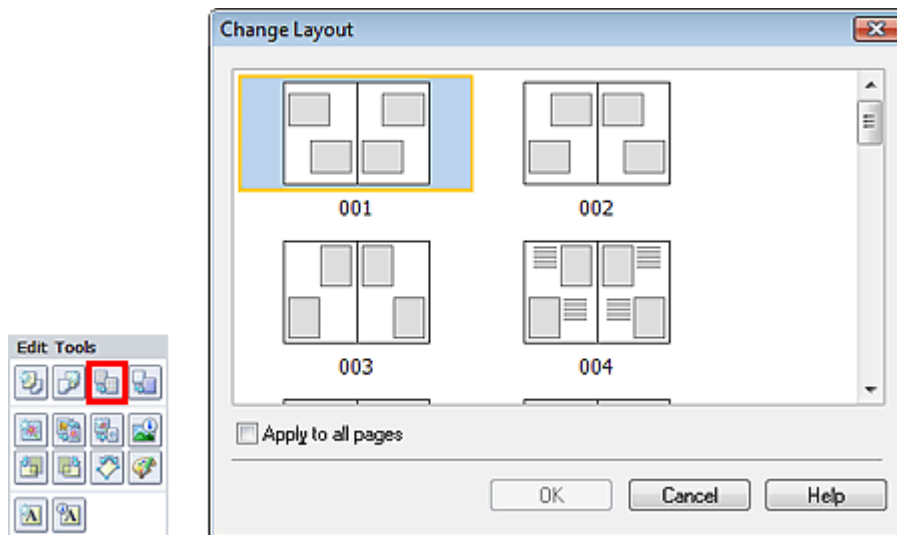 Change Layout
001
002
003
004
Edit Tools
Apply to all pages
OK
Cancel
Help
A
A